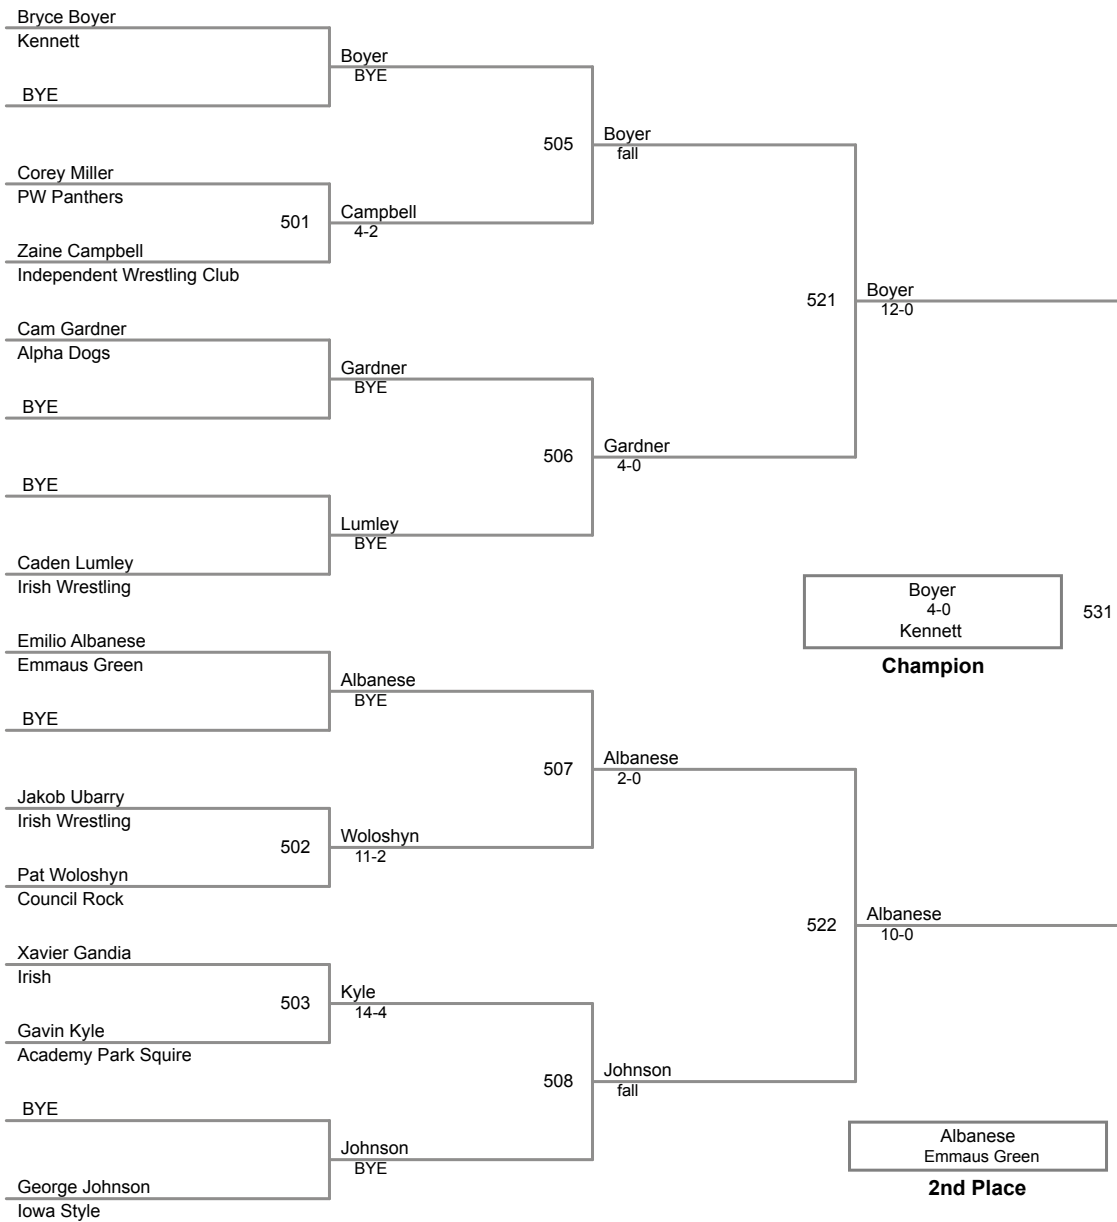 Bryce Boyer
Kennett
BYE
Corey Miller
PW Panthers
501
Zaine Campbell
Independent Wrestling Club
Cam Gardner
Alpha Dogs
BYE
BYE
Caden Lumley
Irish Wrestling
Emilio Albanese
Emmaus Green
BYE
Jakob Ubarry
Irish Wrestling
502
Pat Woloshyn
Council Rock
Xavier Gandia
Irish
503
Gavin Kyle
Academy Park Squire
BYE
George Johnson
Iowa Style
Boyer
BYE
505
Campbell
4-2
Gardner
BYE
506
Lumley
BYE
Albanese
BYE
507
Woloshyn
11-2
Kyle
14-4
508
Johnson
BYE
Boyer
fall
521
Gardner
4-0
Albanese
2-0
522
Johnson
fall
Boyer
12-0
Boyer
4-0
Kennett
531
Champion
Albanese
10-0
Albanese
Emmaus Green
2nd Place